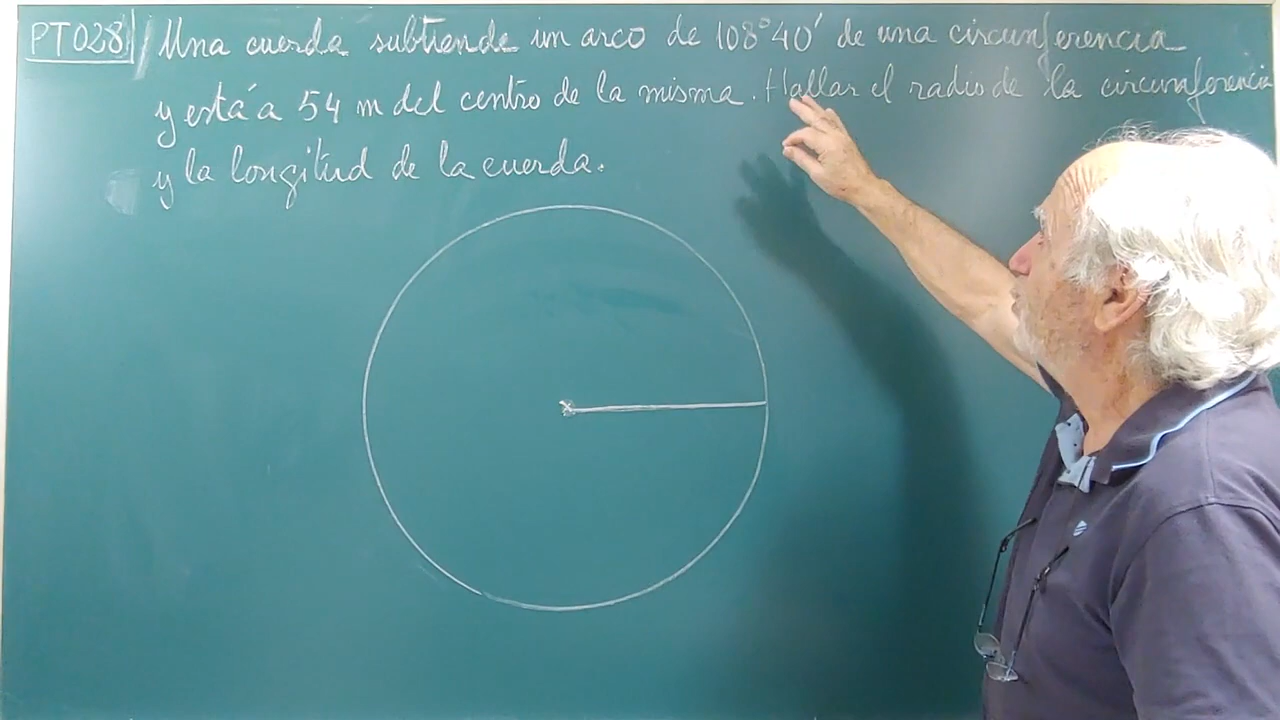 PT028 Una cuerda subtiende un arco de 108°40' de una circunferencia
y está a 54 m del centro de la misma. Hallar el radio de la circunferencia
y la longitud de la cuerda.